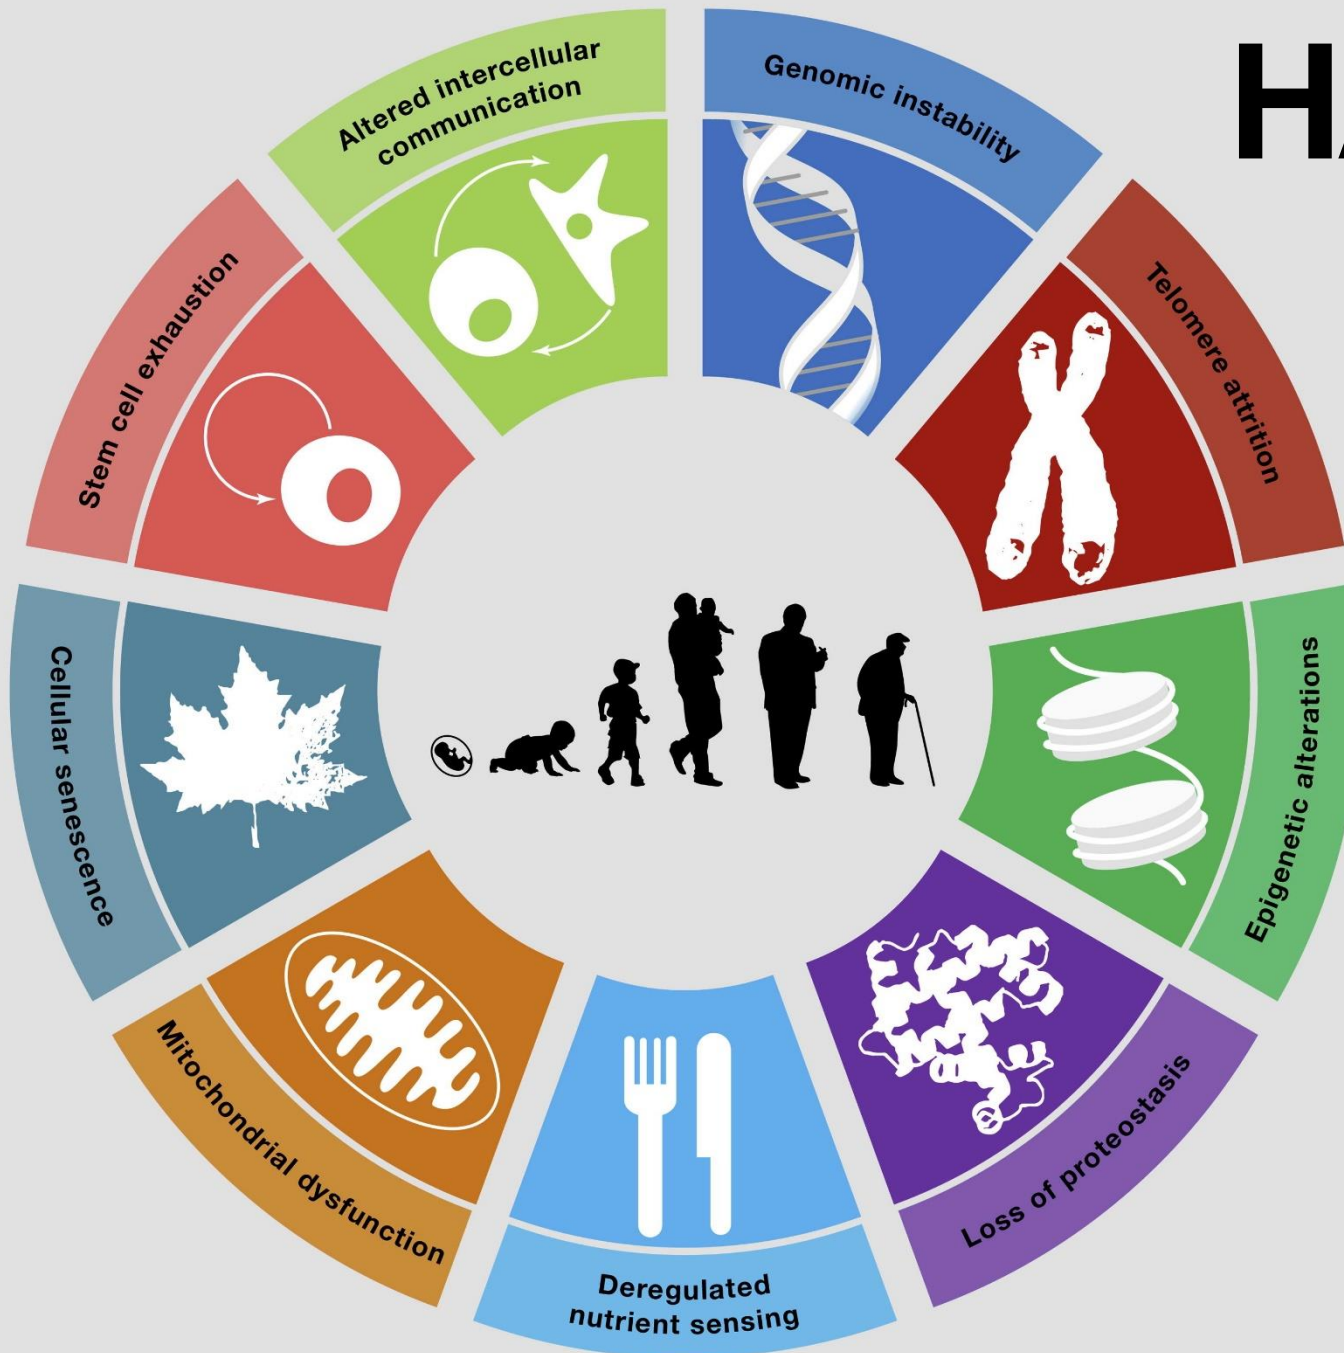 Altered intercellular
communication
Genomic instability
Telomere attrition
Epigenetic alterations
Loss of proteostasis
Deregulated
nutrient sensing
Mitochondrial dysfunction
Cellular senescence
Stem cell exhaustion